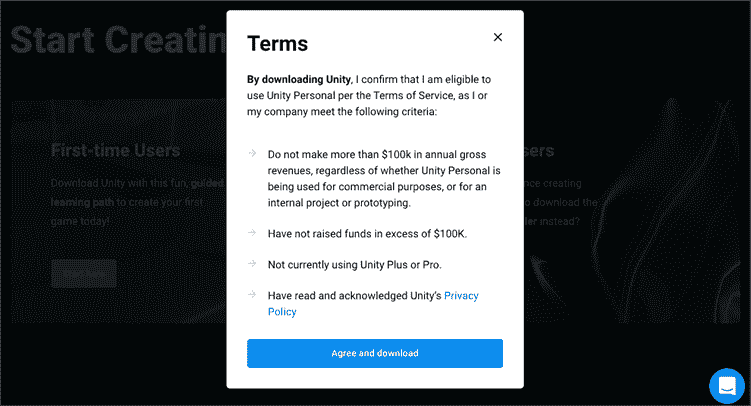 Start Creatin
Terms
By downloading Unity, I confirm that I am eligible to
use Unity Personal per the Terms of Service, as I or
my company meet the following criteria:
Do not make more than $100k in annual gross
revenues, regardless of whether Unity Personal is
being used for commercial purposes, or for an
internal project or prototyping.
Have not raised funds in excess of $100K.
Not currently using Unity Plus or Pro.
Have read and acknowledged Unity's Privacy
Policy
Agree and download
First-time Users
Download Unity with this fun, guided
learning path to create your first
game today!
Start here
sers
nce creating
to download the
ler instead?